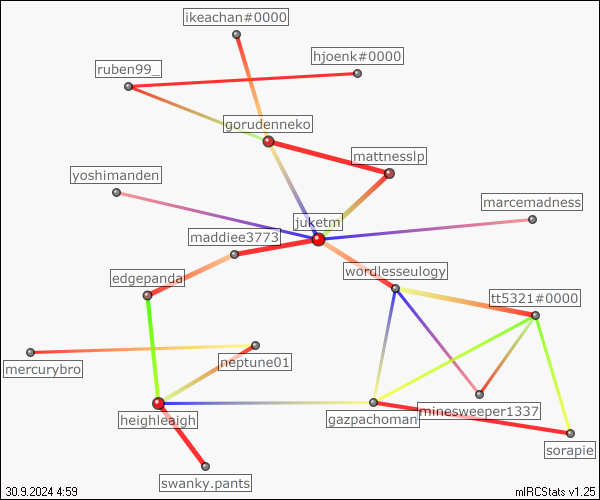 ikeachan#0000
hjoenk#0000
ruben99_
gorudenneko
mattnesslp
yoshimanden
marcemadness
juketm
maddiee3773
wordlesseulogy
edgepanda
tt5321#0000
neptune01
mercurybro
minesweeper1337
heighleaigh
gazpachoman
sorapie
swanky.pants
30.9.2024 4:59
mIRCStats v1.25